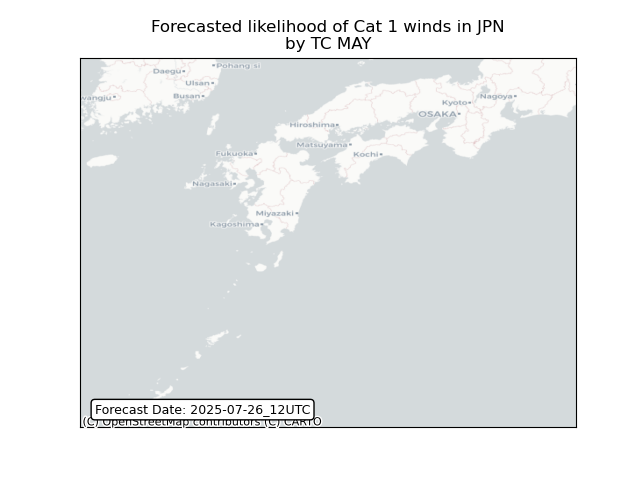 Forecasted likelihood of Cat 1 winds in JPN
by TC MAY
Pohang-si
Daegu
Ulsan
Busan
wangju
Kyoto
Nagoya
OSAKA
Hiroshima
Matsuyama
Fukuoka
Kochi
Nagasaki
Miyazaki
Kagoshima
Forecast Date: 2025-07-26_12UTC
(C) OpenStreetMap contributors (C) CARTO